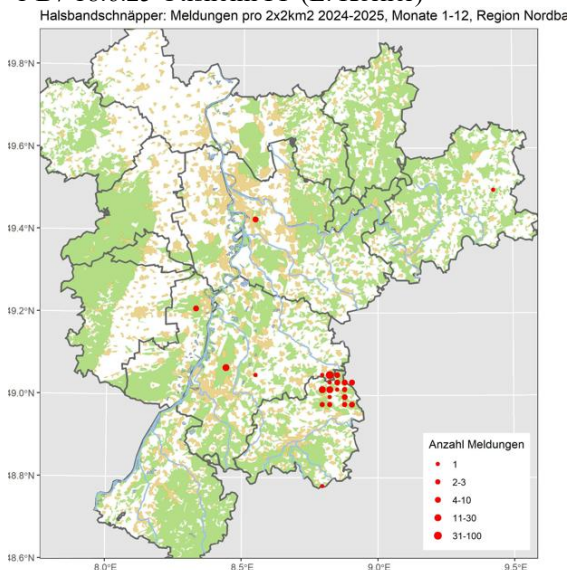 Halsbandschnäpper: Meldungen pro 2x2km2 2024-2025, Monate 1-12, Region Nordba
49.8°N
49.6°N
49.4°N
49.2°N
49.0°N
48.8°N
48.6°N
8.0°E
8.5°E
9.0°E
9.5°E
Anzahl Meldungen
1
2-3
4-10
11-30
31-100